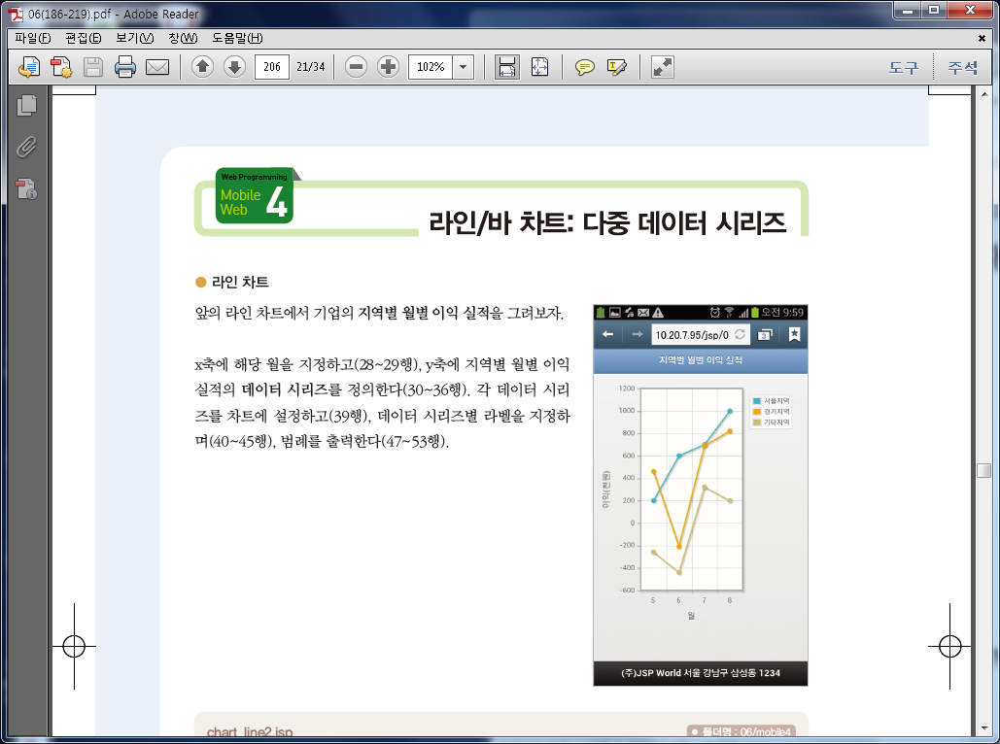 06(186-219).pdf - Adobe Reader
파일(F) 편집(E) 보기(V) 창(W) 도움말(H)
206 21/34 102% 도구 주석
Web Programming
Mobile
Web 4
라인/바 차트: 다중 데이터 시리즈
라인 차트
앞의 라인 차트에서 기업의 지역별 월별 이익 실적을 그려보자.
x축에 해당 월을 지정하고(28~29행), y축에 지역별 월별 이익
실적의 데이터 시리즈를 정의한다(30~36행). 각 데이터 시리
즈를 차트에 설정하고(39행), 데이터 시리즈별 라벨을 지정하
며(40~45행), 범례를 출력한다(47~53행).
오전 9:59
10.20.7.95/jsp/0 3
지역별 월별 이익 실적
1200
1000
800
600
400
200
0
-200
-400
-600
이익(천원)
5 6 7 8
월
서울지역
경기지역
기타지역
(주)JSP World 서울 강남구 삼성동 1234
chart_line2.jsp
폴더명 : 06/mobile4